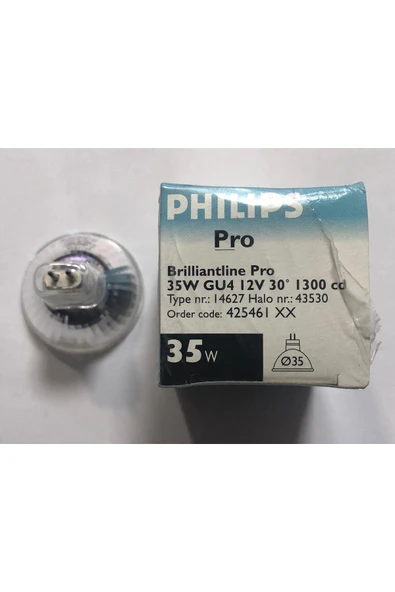 PHILIPS
Pro
Brilliantline Pro
35W GU4 12V 30° 1300 cd
Type nr.: 14627 Halo nr.: 43530
Order code: 425461 XX
35W
Ø35